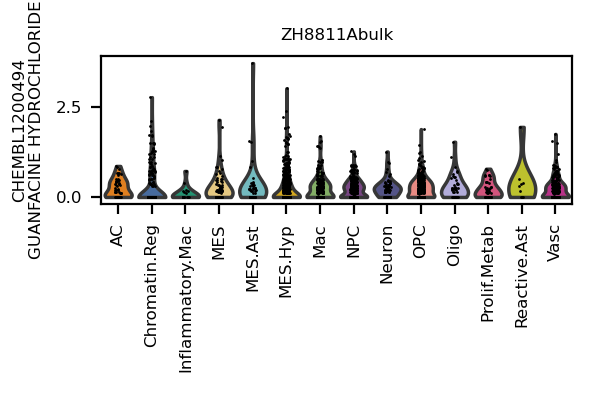 ZH8811Abulk
CHEMBL1200494
GUANFACINE HYDROCHLORIDE
2.5
0.0
AC
Chromatin.Reg
Inflammatory.Mac
MES
MES.Ast
MES.Hyp
Mac
NPC
Neuron
OPC
Oligo
Prolif.Metab
Reactive.Ast
Vasc